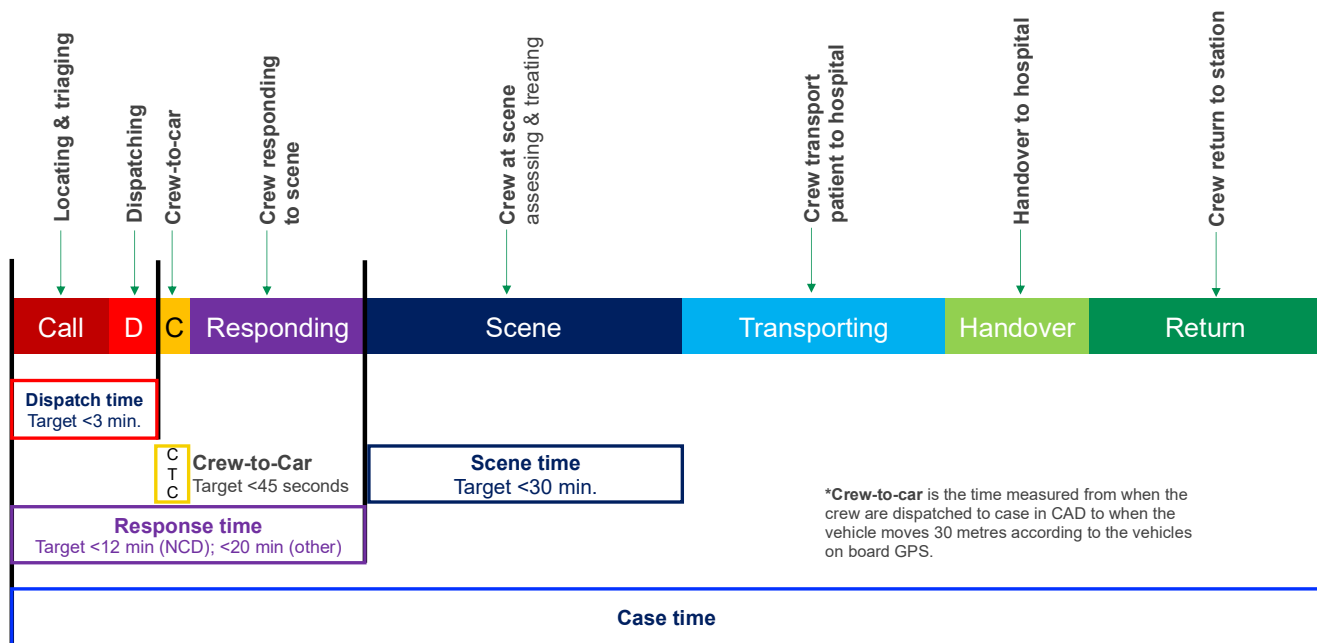 Locating & triaging
Dispatching
Crew-to-car
Crew responding
to scene
Crew at scene
assessing & treating
Crew transport
patient to hospital
Handover to hospital
Crew return to station
Call
D
C
Responding
Scene
Transporting
Handover
Return
Dispatch time
Target <3 min.
C
T
C
Crew-to-Car
Target <45 seconds
Scene time
Target <30 min.
*Crew-to-car is the time measured from when the
crew are dispatched to case in CAD to when the
vehicle moves 30 metres according to the vehicles
on board GPS.
Response time
Target <12 min (NCD); <20 min (other)
Case time